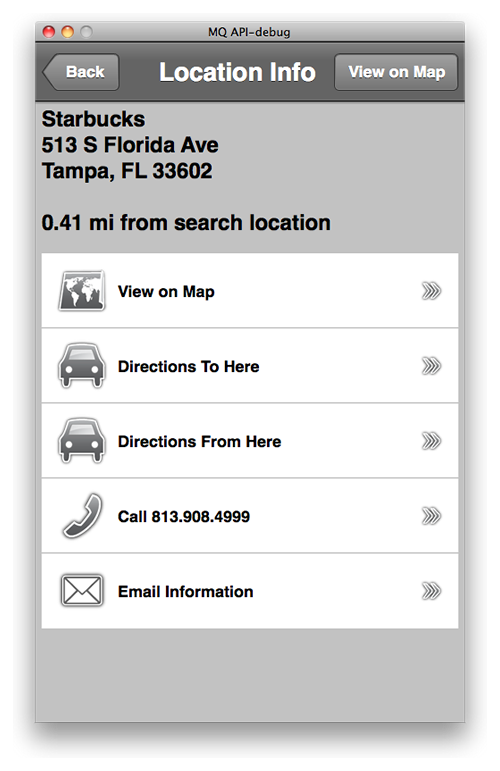 MQ API-debug
Back
Location Info
View on Map
Starbucks
513 S Florida Ave
Tampa, FL 33602
0.41 mi from search location
View on Map
Directions To Here
Directions From Here
Call 813.908.4999
Email Information